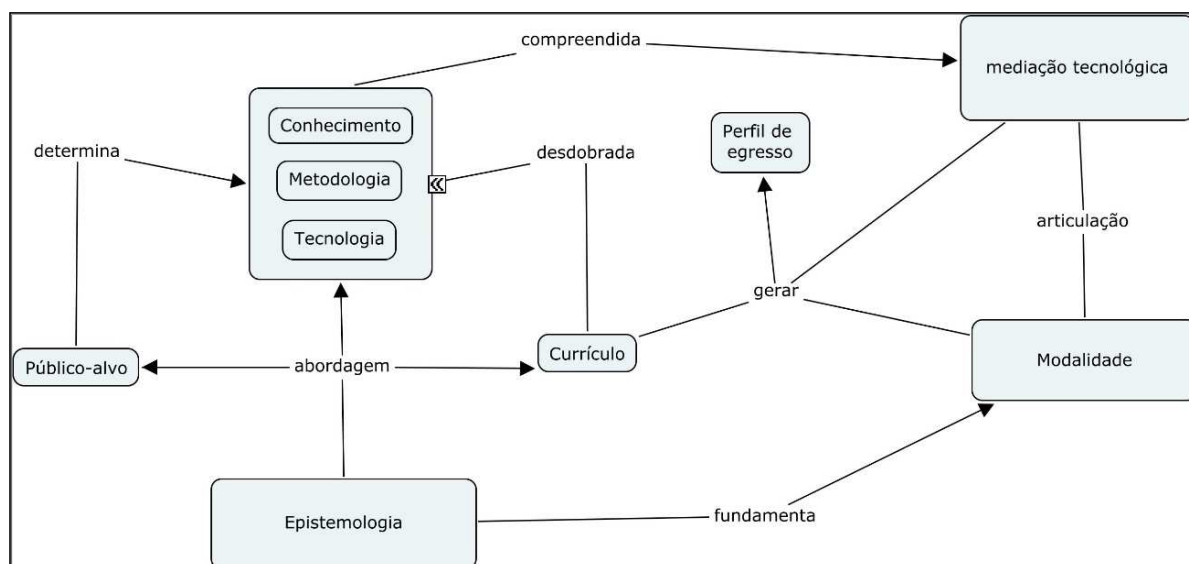 compreendida
mediação tecnológica
Conhecimento
Perfil de
egresso
determina
desdobrada
Metodologia
articulação
Tecnologia
gerar
Currículo
Modalidade
Público-alvo
abordagem
fundamenta
Epistemologia